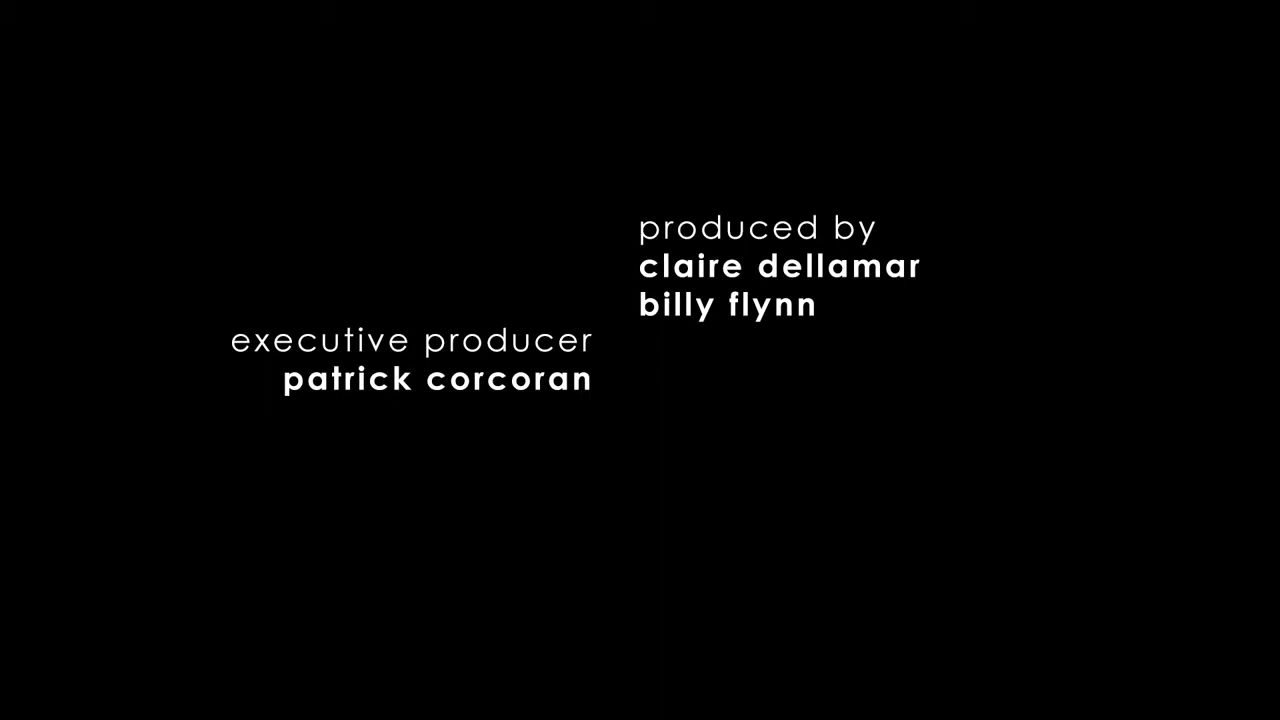 produced by
claire dellamar
billy flynn
executive producer
patrick corcoran